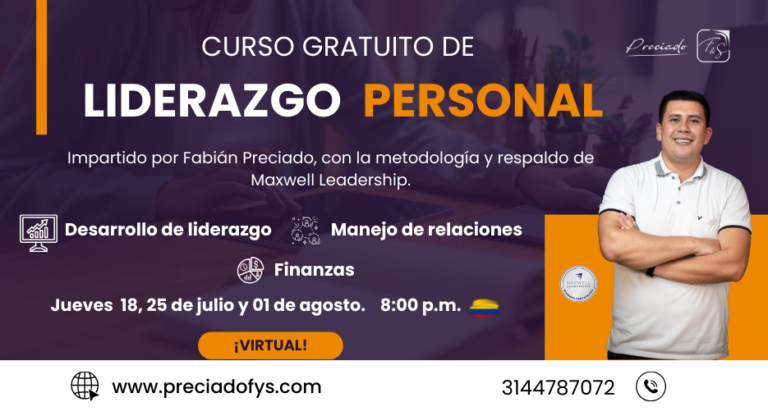 CURSO GRATUITO DE
Preciado
LIDERAZGO PERSONAL
Impartido por Fabián Preciado, con la metodología y respaldo de
Maxwell Leadership.
Desarrollo de liderazgo
Manejo de relaciones
Finanzas
MAXWELL
Jueves 18, 25 de julio y 01 de agosto. 8:00 p.m.
¡VIRTUAL!
www.preciadofys.com
3144787072